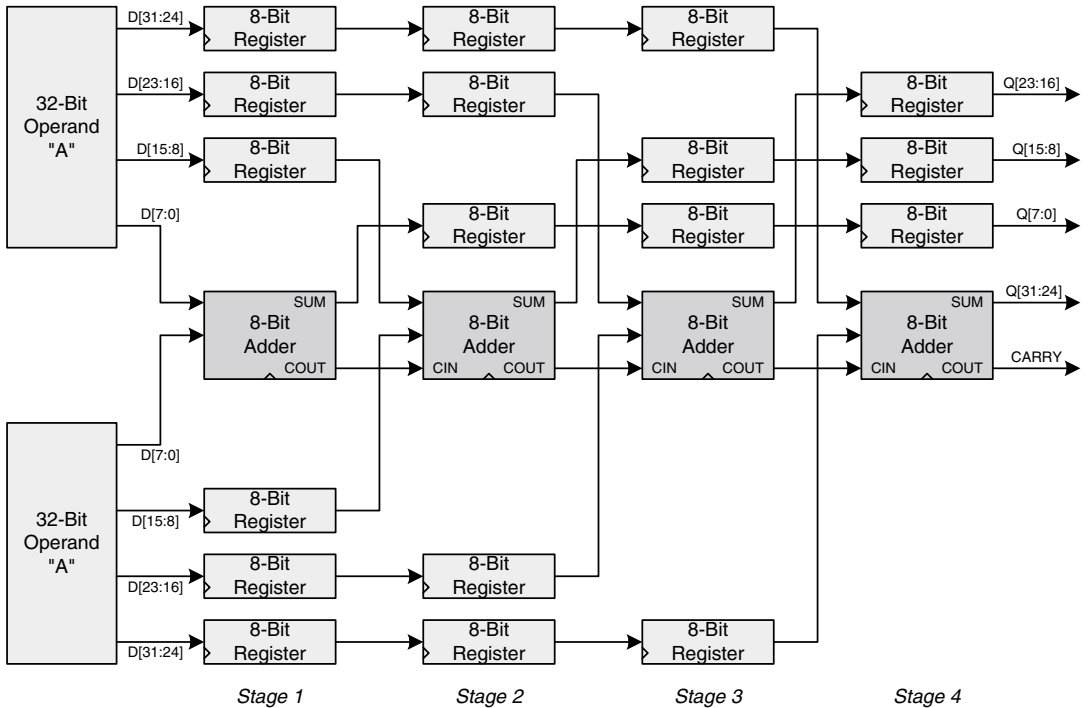 D[31:24]
8-Bit
Register
8-Bit
Register
8-Bit
Register
32-Bit
Operand
"A"
D[23:16]
8-Bit
Register
8-Bit
Register
8-Bit
Register
Q[23:16]
D[15:8]
8-Bit
Register
8-Bit
Register
8-Bit
Register
Q[15:8]
D[7:0]
8-Bit
Register
8-Bit
Register
8-Bit
Register
Q[7:0]
SUM
8-Bit
Adder
COUT
SUM
8-Bit
Adder
CIN COUT
SUM
8-Bit
Adder
CIN COUT
SUM
8-Bit
Adder
CIN COUT
Q[31:24]
CARRY
32-Bit
Operand
"A"
D[7:0]
D[15:8]
8-Bit
Register
D[23:16]
8-Bit
Register
8-Bit
Register
D[31:24]
8-Bit
Register
8-Bit
Register
8-Bit
Register
Stage 1
Stage 2
Stage 3
Stage 4